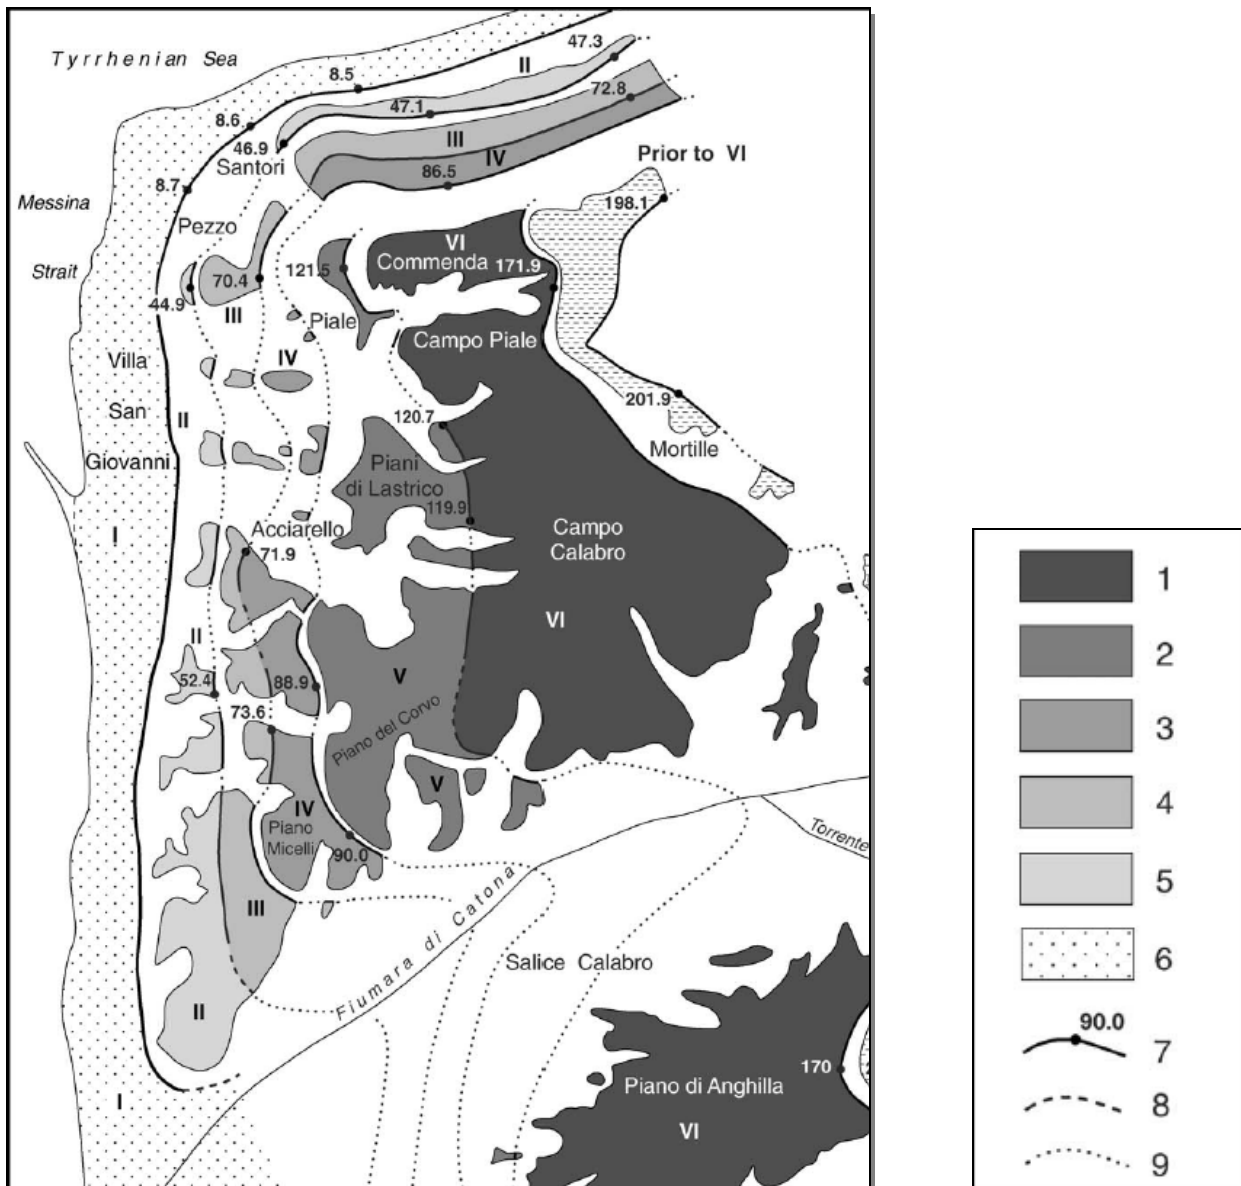 Tyrrhenian Sea
47.3
II
8.5
72.8
47.1
8.6
III
46.9
IV
Santori
Prior to VI
86.5
8.7
Messina
198.1
Pezzo
VI
Commenda
171.9
Strait
121.5
70.4
44.9
III
Piale
Campo Piale
Villa
IV
201.9
San
II
120.7
Mortille
Giovanni
Piani
di Lastrico
119.9
I
Acciarello
71.9
Campo
Calabro
VI
II
52.4
88.9
V
73.6
Piano del Corvo
V
IV
Piano
Micelli
90.0
Torrente
III
Fiumara di Catona
Salice Calabro
II
170
Piano di Anghilla
I
VI
1
2
3
4
5
6
90.0
7
8
9